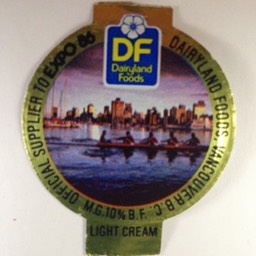 DF
Dairyland
Foods
OFFICIAL SUPPLIER TO EXPO 86
DAIRYLAND FOODS, VANCOUVER B.C.
M.G. 10% B.F.
LIGHT CREAM